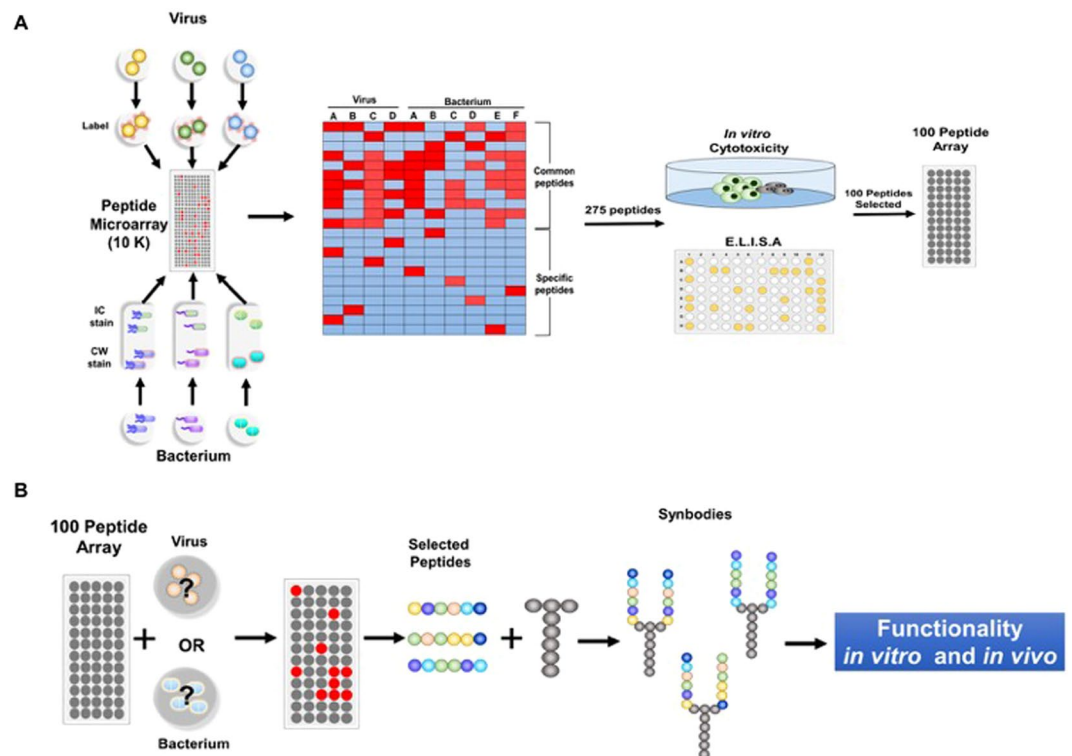 A
Virus
Label
Peptide
Microarray
(10 K)
IC
stain
CW
stain
Bacterium
Virus Bacterium
A B C D A B C D E F
Common
peptides
Specific
peptides
275 peptides
In vitro
Cytotoxicity
E.L.I.S.A
100 Peptides
Selected
100 Peptide
Array
B
100 Peptide
Array
+
Virus
?
OR
?
Bacterium
Selected
Peptides
+
Synbodies
Functionality
in vitro and in vivo